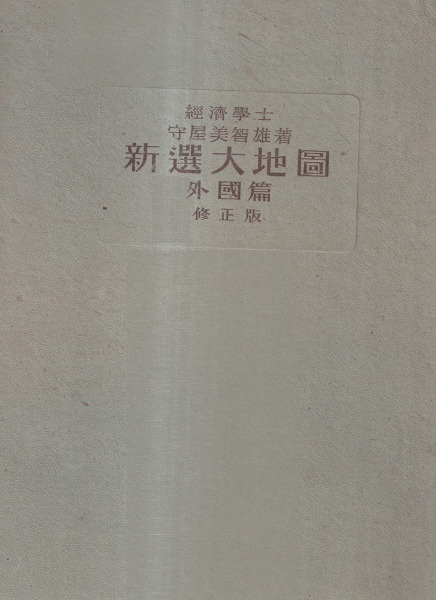 經濟學士
守屋美智雄著
新選大地圖
外國篇
修正版